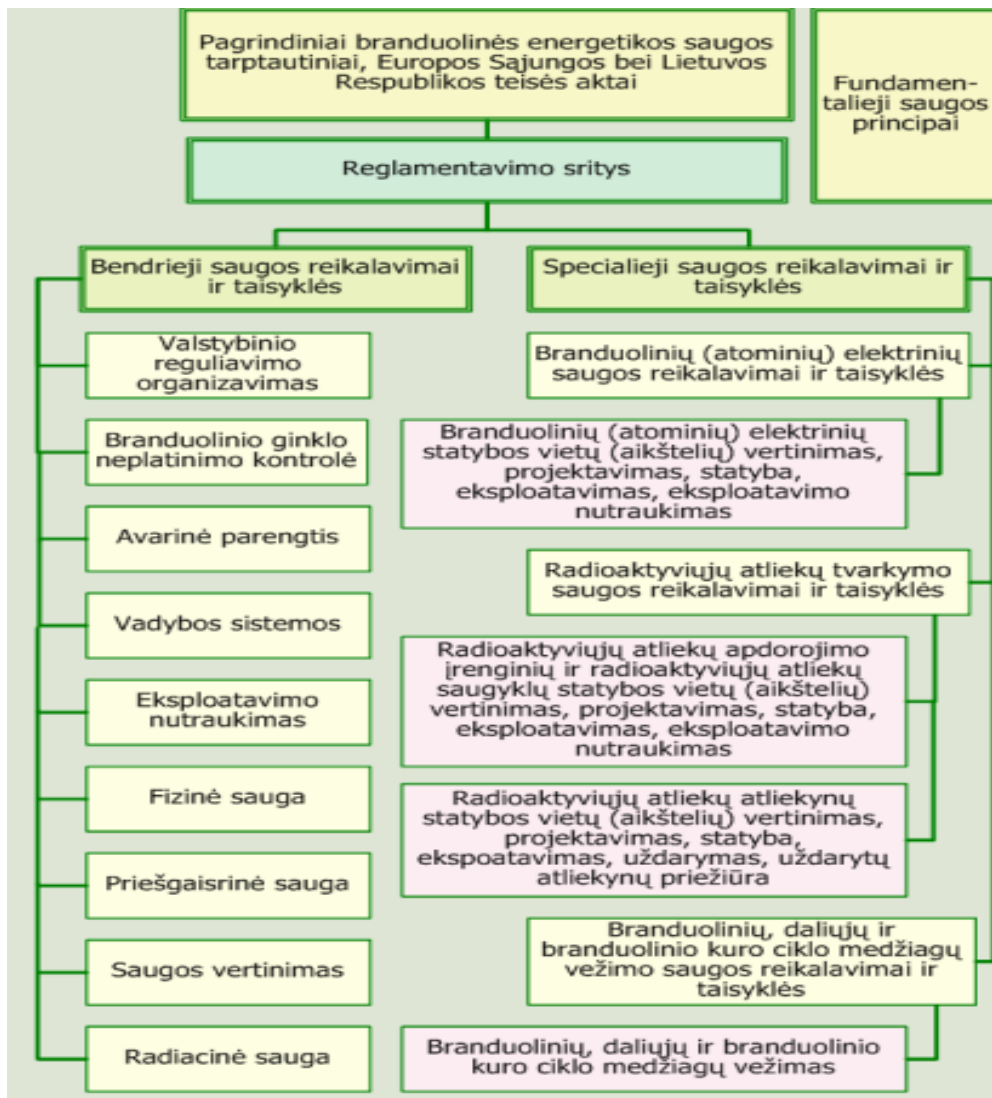 Pagrindiniai branduolinės energetikos saugos
tarptautiniai, Europos Sąjungos bei Lietuvos
Respublikos teisės aktai
Fundamen-
talieji saugos
principai
Reglamentavimo sritys
Bendrieji saugos reikalavimai
ir taisyklės
Valstybinio
reguliavimo
organizavimas
Branduolinio ginklo
neplatinimo kontrolė
Avarinė parengtis
Vadybos sistemos
Eksploatavimo
nutraukimas
Fizinė sauga
Priešgaisrinė sauga
Saugos vertinimas
Radiacinė sauga
Specialieji saugos reikalavimai ir
taisyklės
Branduolinių (atominių) elektrinių
saugos reikalavimai ir taisyklės
Branduolinių (atominių) elektrinių
statybos vietų (aikštelių) vertinimas,
projektavimas, statyba,
eksploatavimas, eksploatavimo
nutraukimas
Radioaktyviųjų atliekų tvarkymo
saugos reikalavimai ir taisyklės
Radioaktyviųjų atliekų apdorojimo
įrenginių ir radioaktyviųjų atliekų
saugyklų statybos vietų (aikštelių)
vertinimas, projektavimas, statyba,
eksploatavimas, eksploatavimo
nutraukimas
Radioaktyviųjų atliekų atliekynų
statybos vietų (aikštelių) vertinimas,
projektavimas, statyba,
ekspoatavimas, uždarymas, uždarytų
atliekynų priežiūra
Branduolinių, daliųjų ir
branduolinio kuro ciklo medžiagų
vežimo saugos reikalavimai ir
taisyklės
Branduolinių, daliųjų ir branduolinio
kuro ciklo medžiagų vežimas